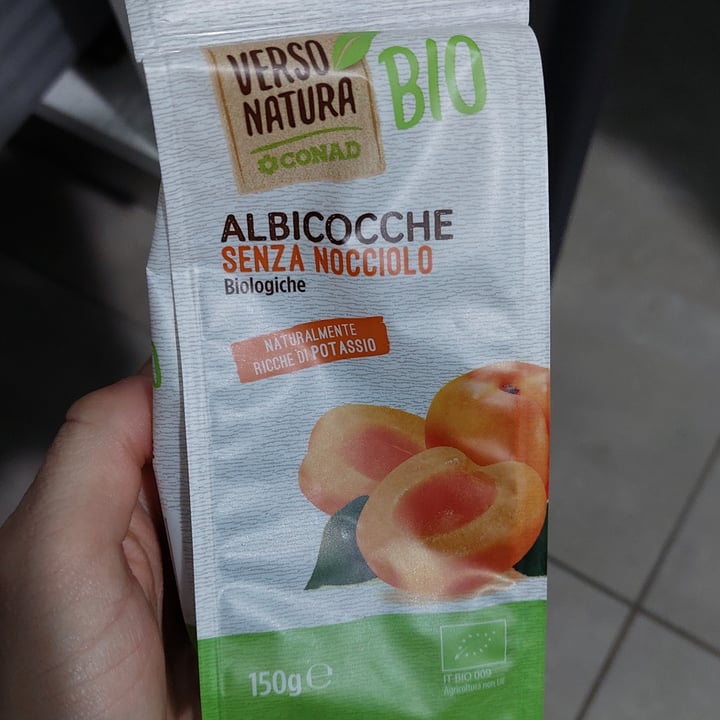 VERSO
NATURA
CONAD
BIO
ALBICOCCHE
SENZA NOCCIOLO
Biologiche
NATURALMENTE
RICCHE DI POTASSIO
150g e
IT BIO 009
Agricoltura non UE